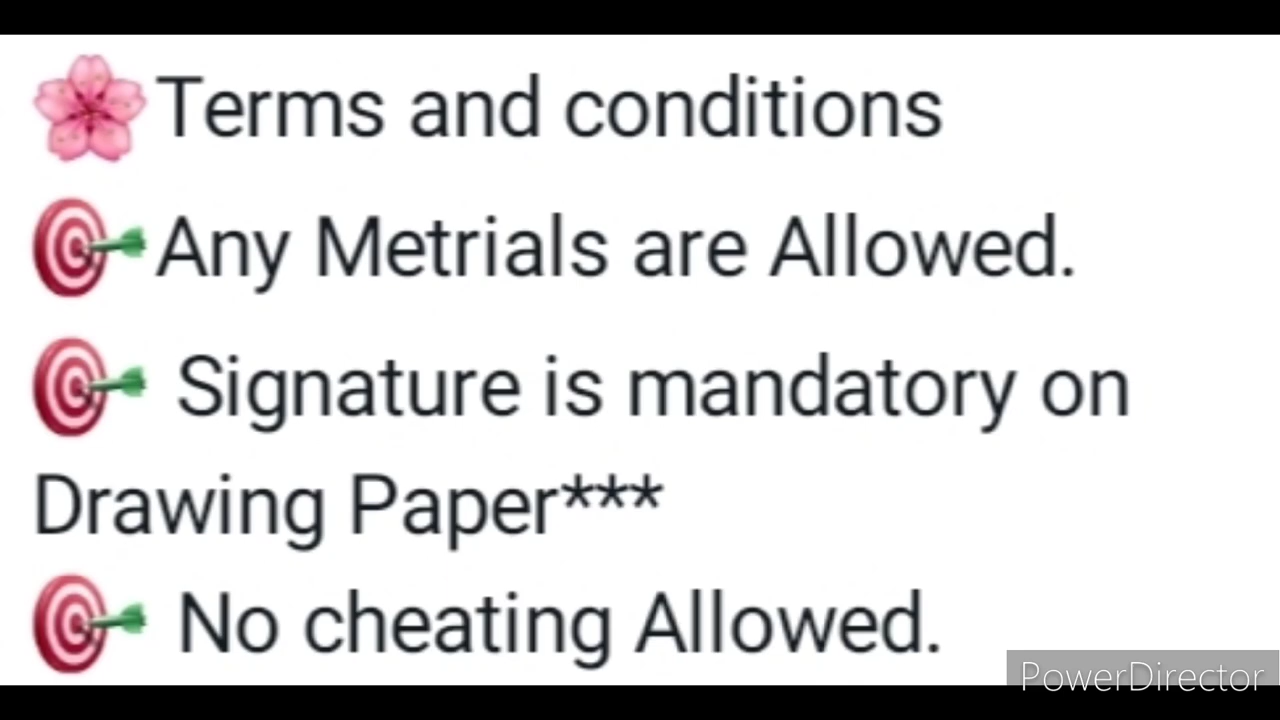 🌸Terms and conditions
🎯Any Metrials are Allowed.
🎯 Signature is mandatory on
Drawing Paper***
🎯 No cheating Allowed.
PowerDirector